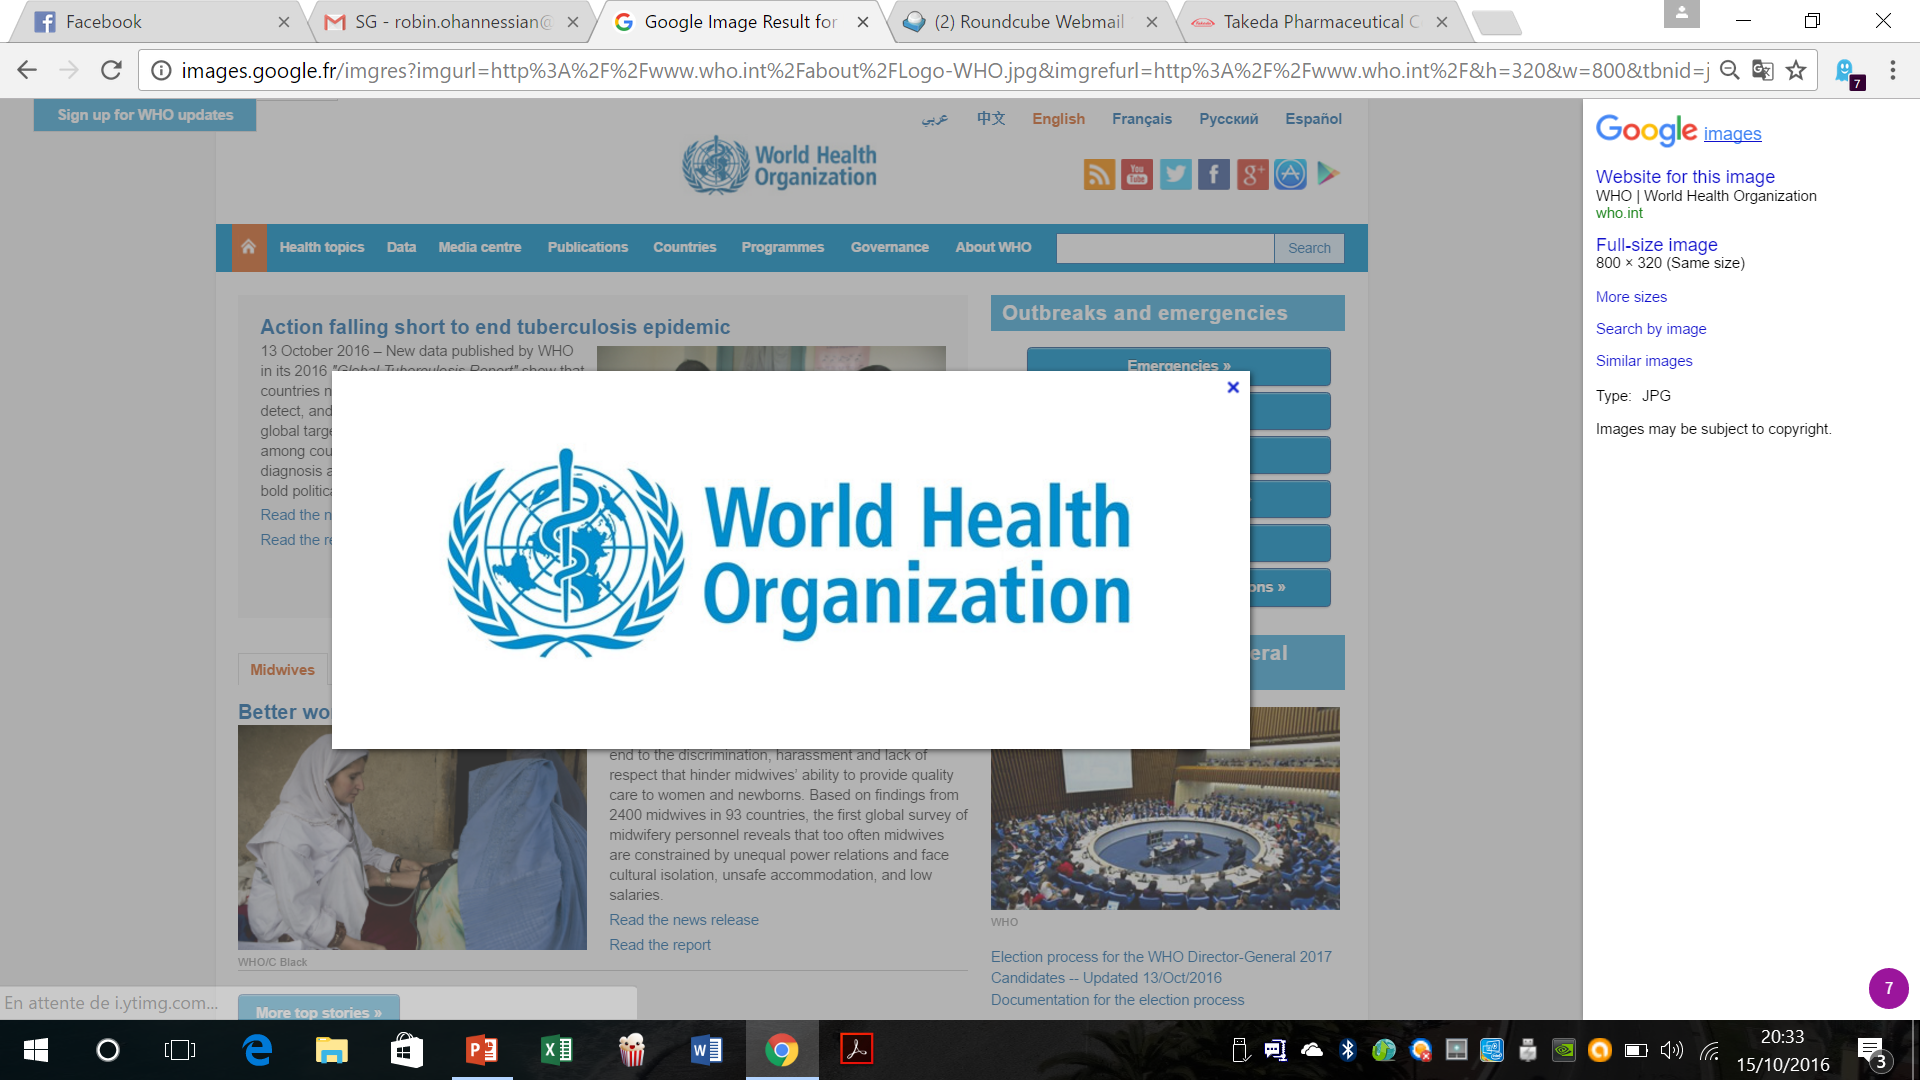 Facebook
SG - robin.ohannessian@
Google Image Result for
(2) Roundcube Webmail
Takeda Pharmaceutical C
images.google.fr/imgres?imgurl=http%3A%2F%2Fwww.who.int%2Fabout%2FLogo-WHO.jpg&imgrefurl=http%3A%2F%2Fwww.who.int%2F&h=320&w=800&tbnid=j
7
Sign up for WHO updates
عربي
中文
English
Français
Русский
Español
World Health
Organization
You
Tube
Health topics
Data
Media centre
Publications
Countries
Programmes
Governance
About WHO
Search
Action falling short to end tuberculosis epidemic
13 October 2016 – New data published by WHO
in its 2016 "Global Tuberculosis Report" show that
countries n
detect, and
global targe
among cou
diagnosis a
bold politica
Read the n
Read the re
Outbreaks and emergencies
Emergencies »
ons »
eral
World Health
Organization
Midwives
Better wo
end to the discrimination, harassment and lack of
respect that hinder midwives' ability to provide quality
care to women and newborns. Based on findings from
2400 midwives in 93 countries, the first global survey of
midwifery personnel reveals that too often midwives
are constrained by unequal power relations and face
cultural isolation, unsafe accommodation, and low
salaries.
Read the news release
Read the report
WHO/C Black
More top stories »
WHO
Election process for the WHO Director-General 2017
Candidates -- Updated 13/Oct/2016
Documentation for the election process
Google images
Website for this image
WHO | World Health Organization
who.int
Full-size image
800 × 320 (Same size)
More sizes
Search by image
Similar images
Type: JPG
Images may be subject to copyright.
7
En attente de i.ytimg.com...
20:33
15/10/2016
3